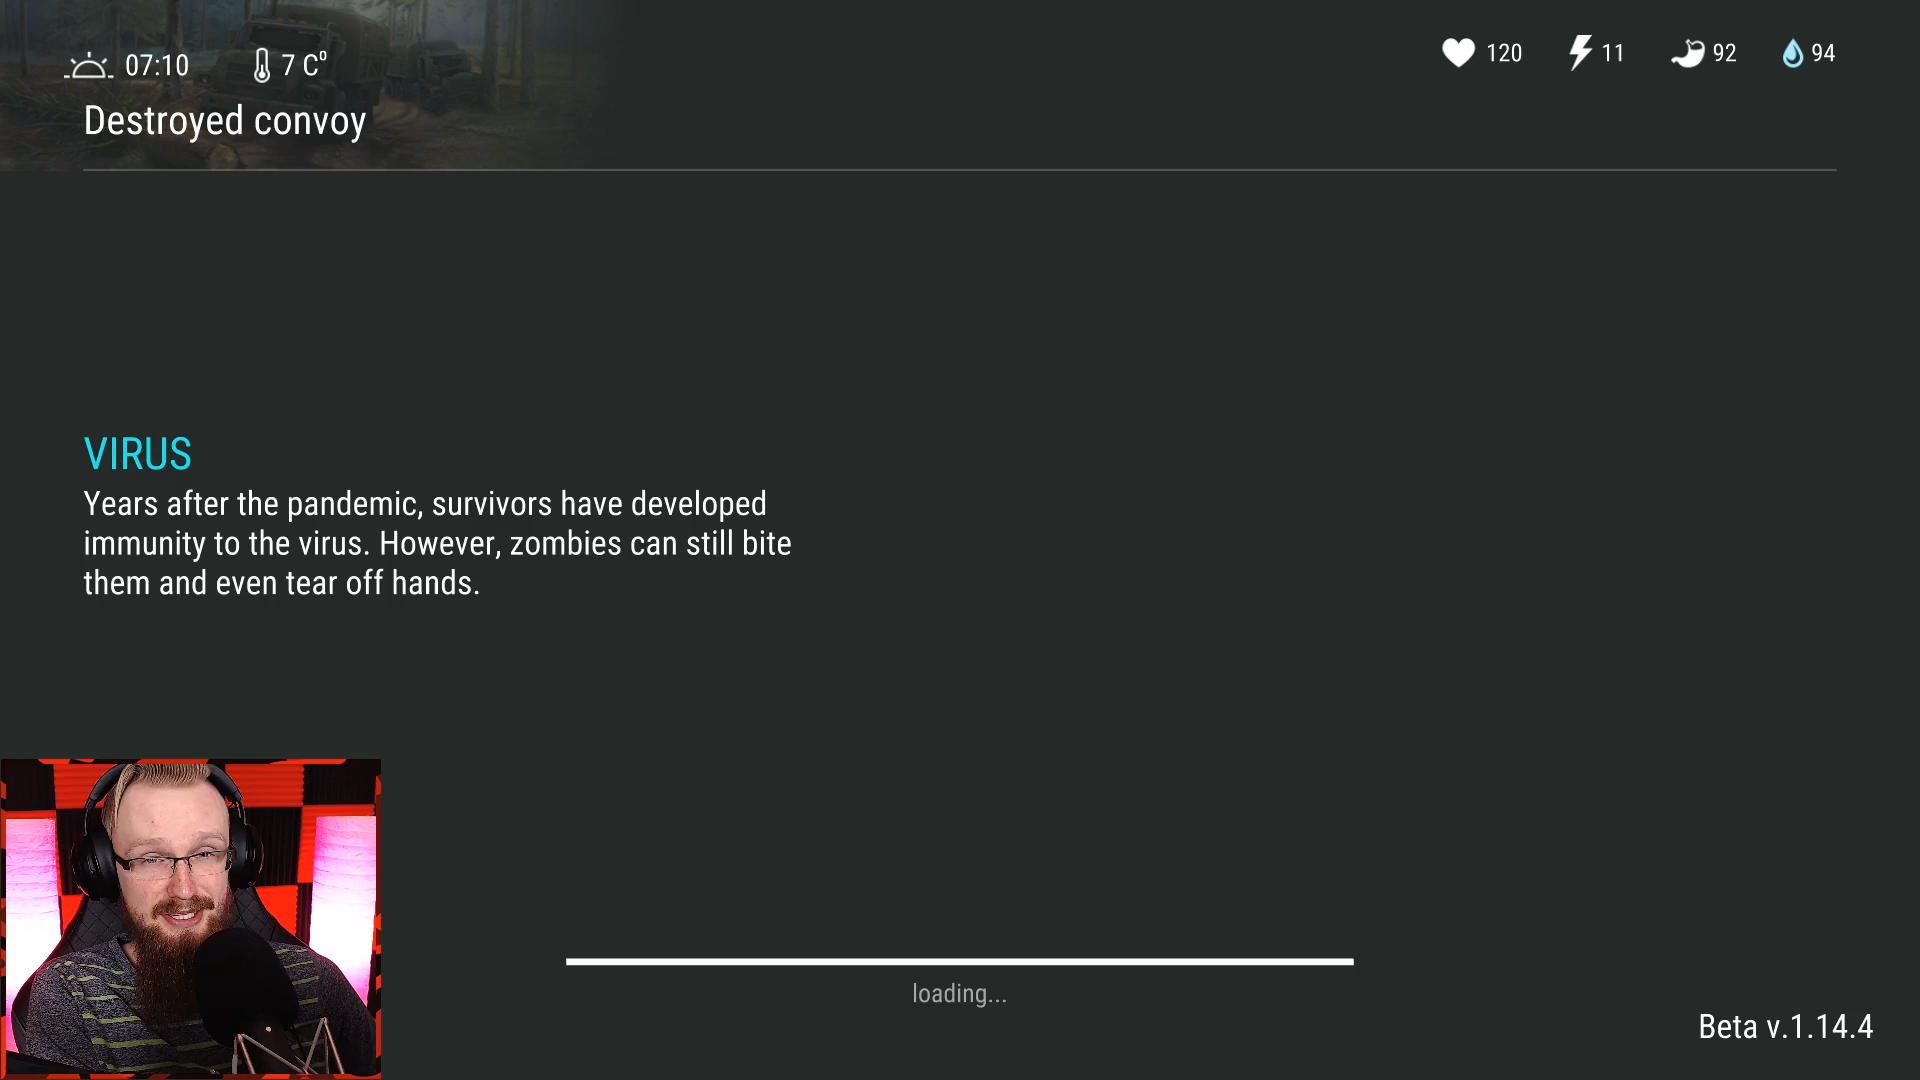 07:10 7 C⁰
120 11 92 94
Destroyed convoy
VIRUS
Years after the pandemic, survivors have developed
immunity to the virus. However, zombies can still bite
them and even tear off hands.
loading...
Beta v.1.14.4